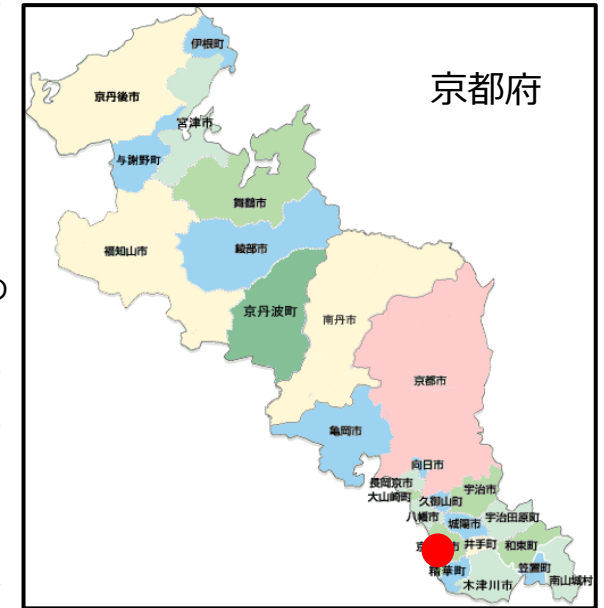 京都府
伊根町
京丹後市
宮津市
与謝野町
舞鶴市
綾部市
福知山市
京丹波町
南丹市
京都市
亀岡市
向日市
長岡京市
大山崎町
宇治市
久御山町
八幡市
城陽市
宇治田原町
井手町
和束町
精華町
笠置町
木津川市
南山城村
の